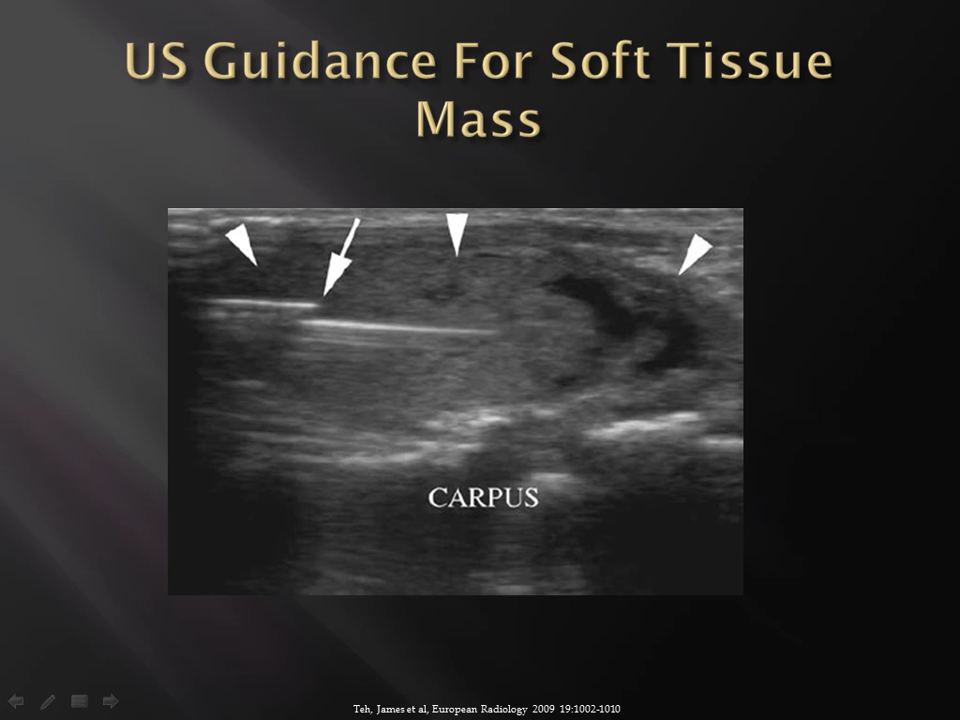 US Guidance For Soft Tissue
Mass
CARPUS
Teh, James et al, European Radiology 2009 19:1002-1010